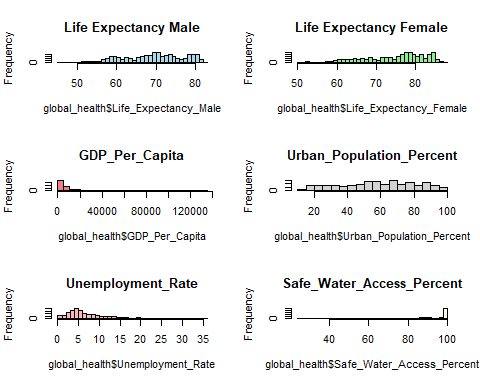 Life Expectancy Male
Frequency
0
50 60 70 80
global_health$Life_Expectancy_Male
Life Expectancy Female
Frequency
0
50 60 70 80
global_health$Life_Expectancy_Female
GDP_Per_Capita
Frequency
0
0 40000 80000 120000
global_health$GDP_Per_Capita
Urban_Population_Percent
Frequency
0
20 40 60 80 100
global_health$Urban_Population_Percent
Unemployment_Rate
Frequency
0
0 5 10 15 20 25 30 35
global_health$Unemployment_Rate
Safe_Water_Access_Percent
Frequency
0
40 60 80 100
global_health$Safe_Water_Access_Percent